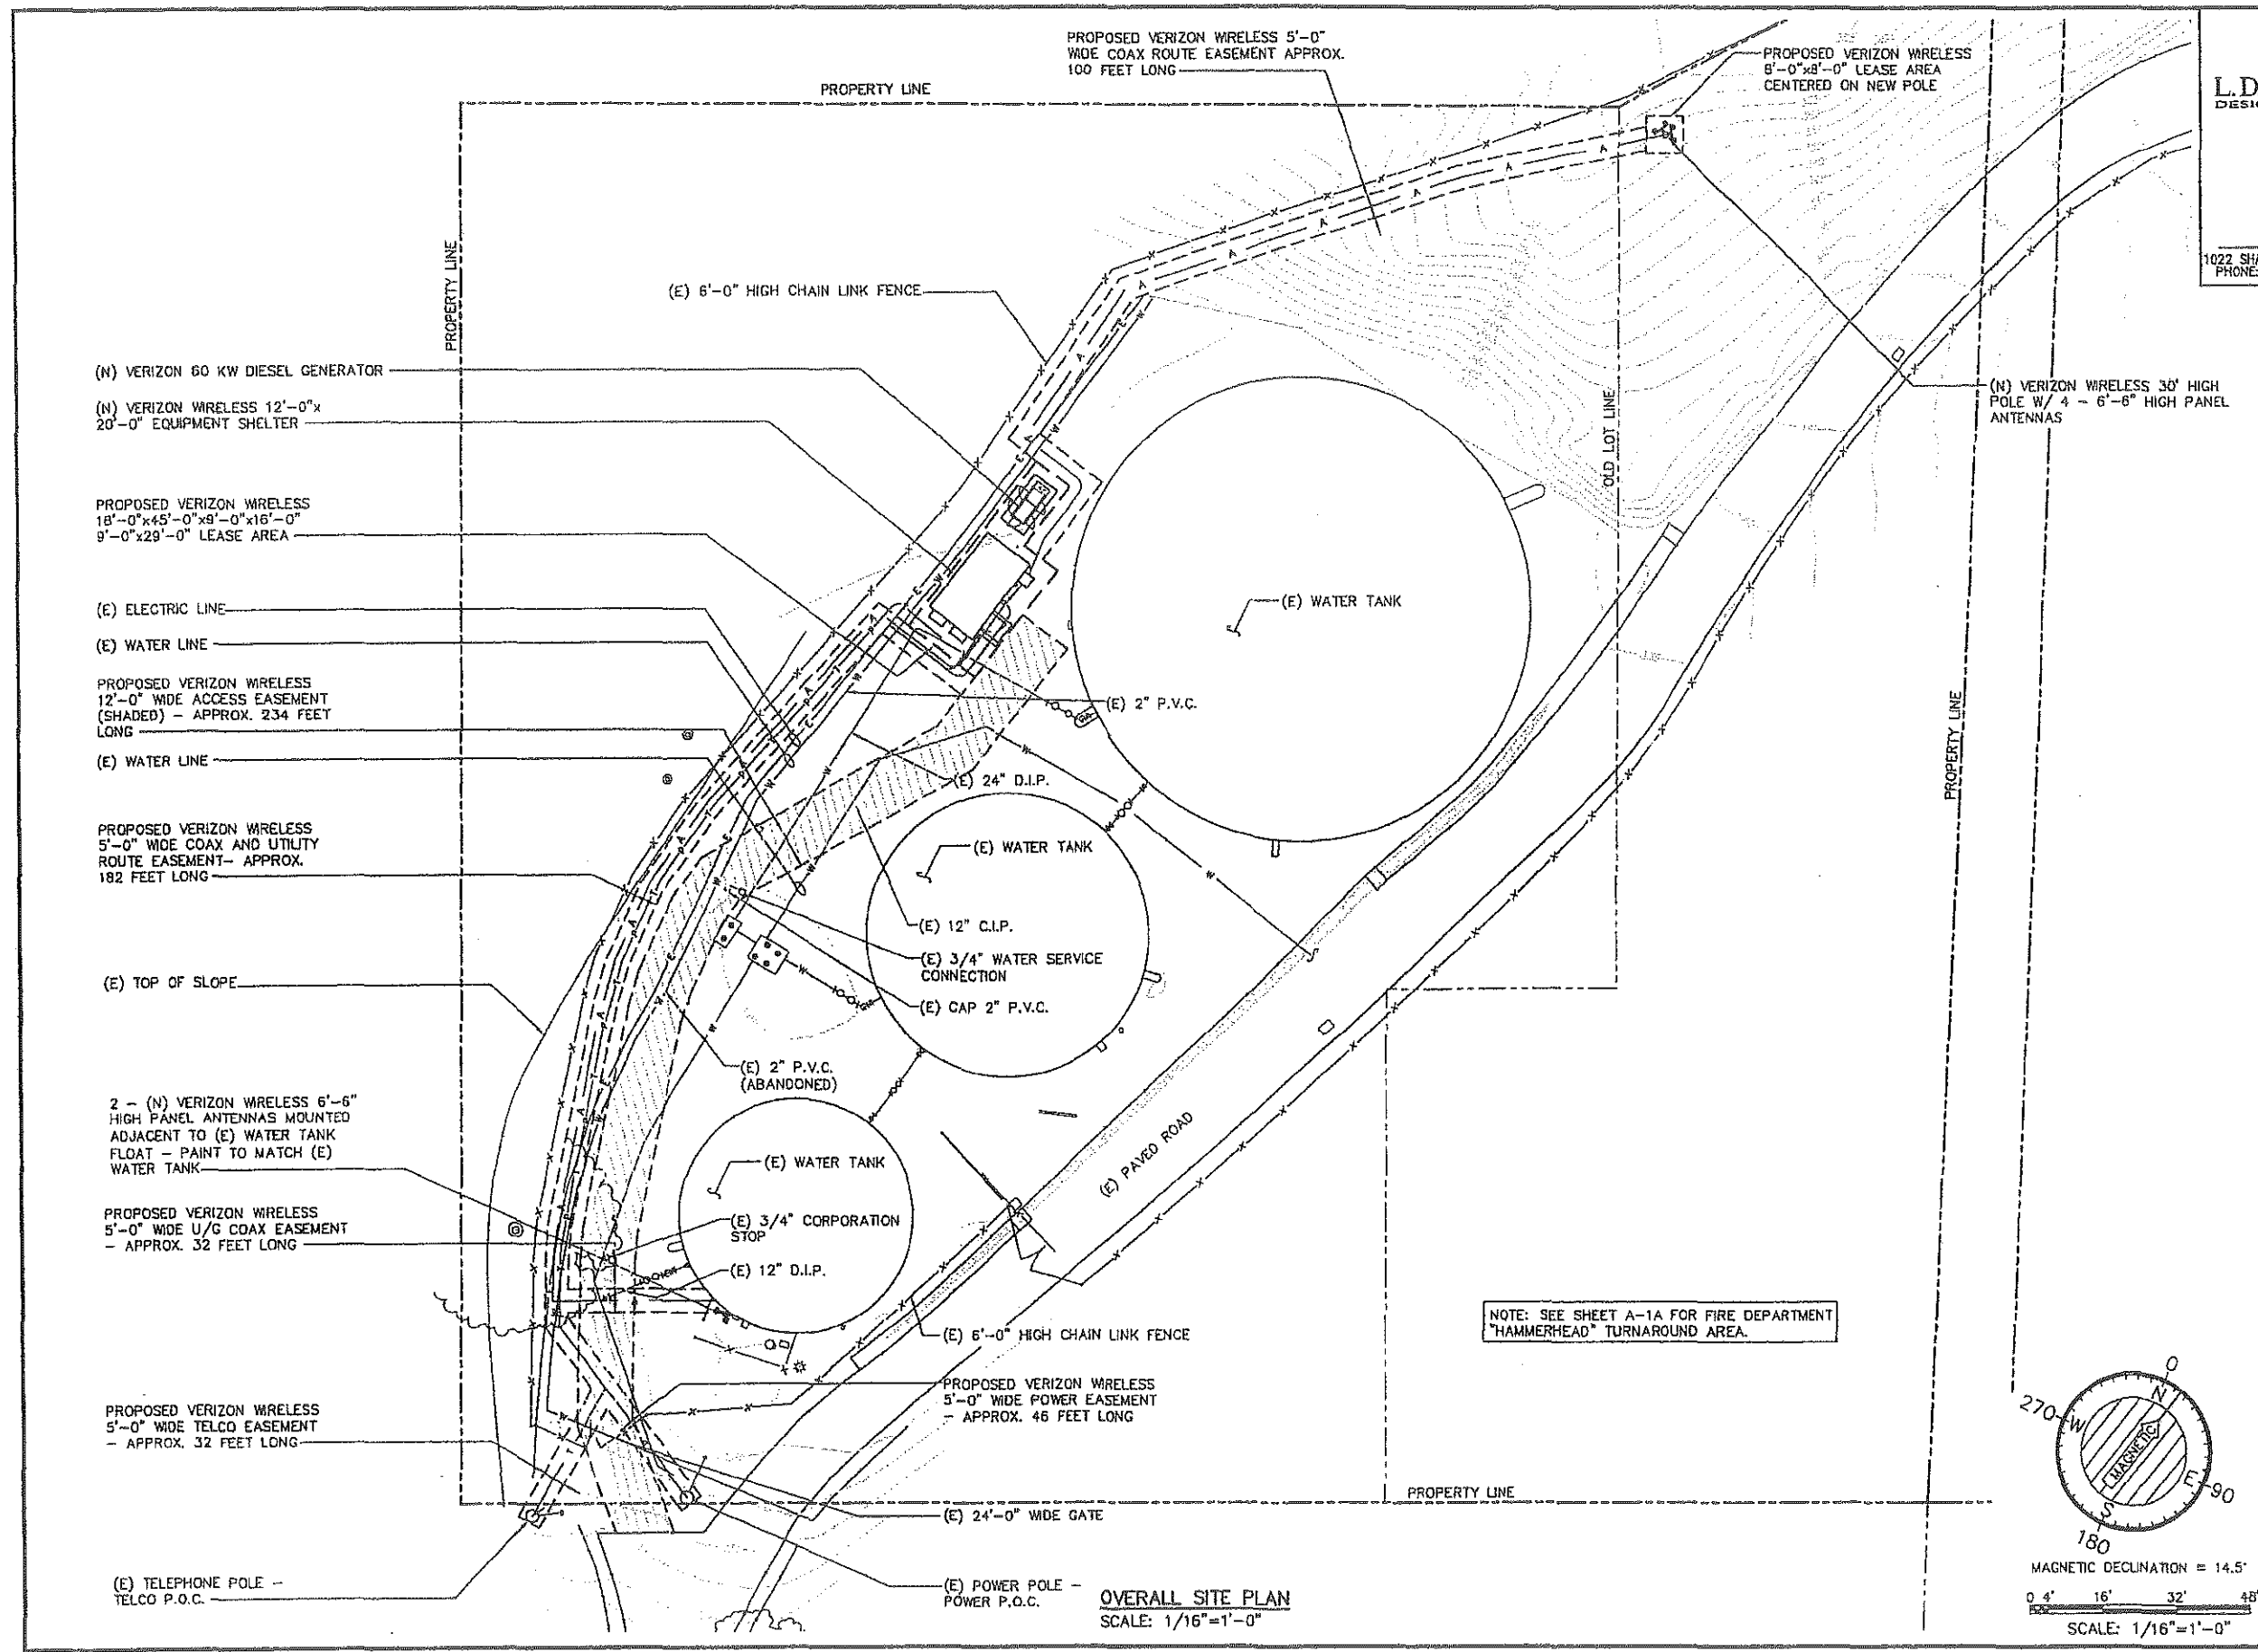 PROPOSED VERIZON WIRELESS 5'-0"
WIDE COAX ROUTE EASEMENT APPROX.
100 FEET LONG
PROPOSED VERIZON WIRELESS
8'-0"x8'-0" LEASE AREA
CENTERED ON NEW POLE
L.D
DESI
1022 SH
PHONE:
PROPERTY LINE
PROPERTY LINE
(E) 6'-0" HIGH CHAIN LINK FENCE
(N) VERIZON 60 KW DIESEL GENERATOR
(N) VERIZON WIRELESS 12'-0"x
20'-0" EQUIPMENT SHELTER
(N) VERIZON WIRELESS 30' HIGH
POLE W/ 4 - 6'-6" HIGH PANEL
ANTENNAS
OLD LOT LINE
PROPOSED VERIZON WIRELESS
18'-0"x45'-0"x9'-0"x16'-0"
9'-0"x29'-0" LEASE AREA
(E) ELECTRIC LINE
(E) WATER TANK
(E) WATER LINE
PROPOSED VERIZON WIRELESS
12'-0" WIDE ACCESS EASEMENT
(SHADED) - APPROX. 234 FEET
LONG
(E) 2" P.V.C.
PROPERTY LINE
(E) WATER LINE
(E) 24" D.I.P.
PROPOSED VERIZON WIRELESS
5'-0" WIDE COAX AND UTILITY
ROUTE EASEMENT- APPROX.
182 FEET LONG
(E) WATER TANK
(E) 12" C.I.P.
(E) 3/4" WATER SERVICE
CONNECTION
(E) TOP OF SLOPE
(E) CAP 2" P.V.C.
(E) 2" P.V.C.
(ABANDONED)
2 - (N) VERIZON WIRELESS 6'-6"
HIGH PANEL ANTENNAS MOUNTED
ADJACENT TO (E) WATER TANK
FLOAT - PAINT TO MATCH (E)
WATER TANK
(E) PAVED ROAD
(E) WATER TANK
PROPOSED VERIZON WIRELESS
5'-0" WIDE U/G COAX EASEMENT
- APPROX. 32 FEET LONG
(E) 3/4" CORPORATION
STOP
(E) 12" D.I.P.
(E) 6'-0" HIGH CHAIN LINK FENCE
NOTE: SEE SHEET A-1A FOR FIRE DEPARTMENT
"HAMMERHEAD" TURNAROUND AREA.
PROPOSED VERIZON WIRELESS
5'-0" WIDE POWER EASEMENT
- APPROX. 46 FEET LONG
PROPOSED VERIZON WIRELESS
5'-0" WIDE TELCO EASEMENT
- APPROX. 32 FEET LONG
PROPERTY LINE
(E) 24'-0" WIDE GATE
(E) TELEPHONE POLE -
TELCO P.O.C.
(E) POWER POLE -
POWER P.O.C.
OVERALL SITE PLAN
SCALE: 1/16"=1'-0"
0
N
270
W
MAGNETIC
E
90
S
180
MAGNETIC DECLINATION = 14.5°
0 4' 16' 32' 48'
SCALE: 1/16"=1'-0"